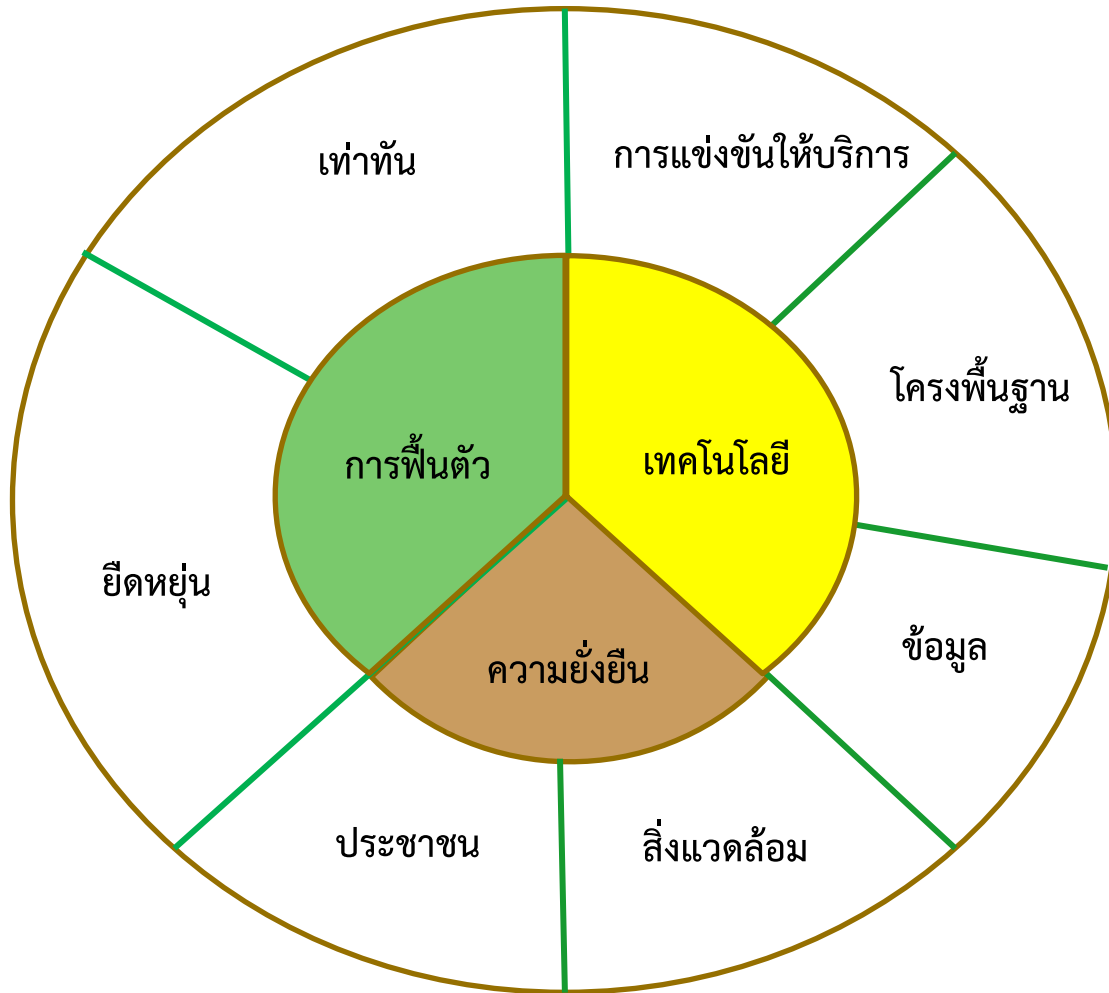 เท่าทัน
การแข่งขันให้บริการ
โครงพื้นฐาน
การฟื้นตัว
เทคโนโลยี
ยืดหยุ่น
ข้อมูล
ความยั่งยืน
ประชาชน
สิ่งแวดล้อม